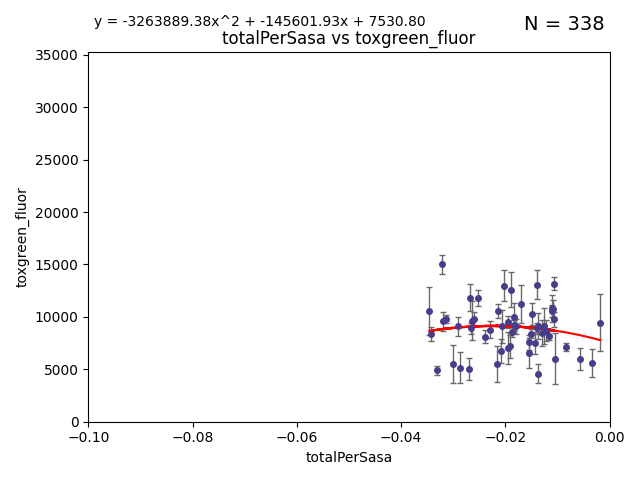 y = -3263889.38x^2 + -145601.93x + 7530.80
N = 338
totalPerSasa vs toxgreen_fluor
35000
30000
25000
20000
15000
10000
5000
0
toxgreen_fluor
−0.10
−0.08
−0.06
−0.04
−0.02
0.00
totalPerSasa